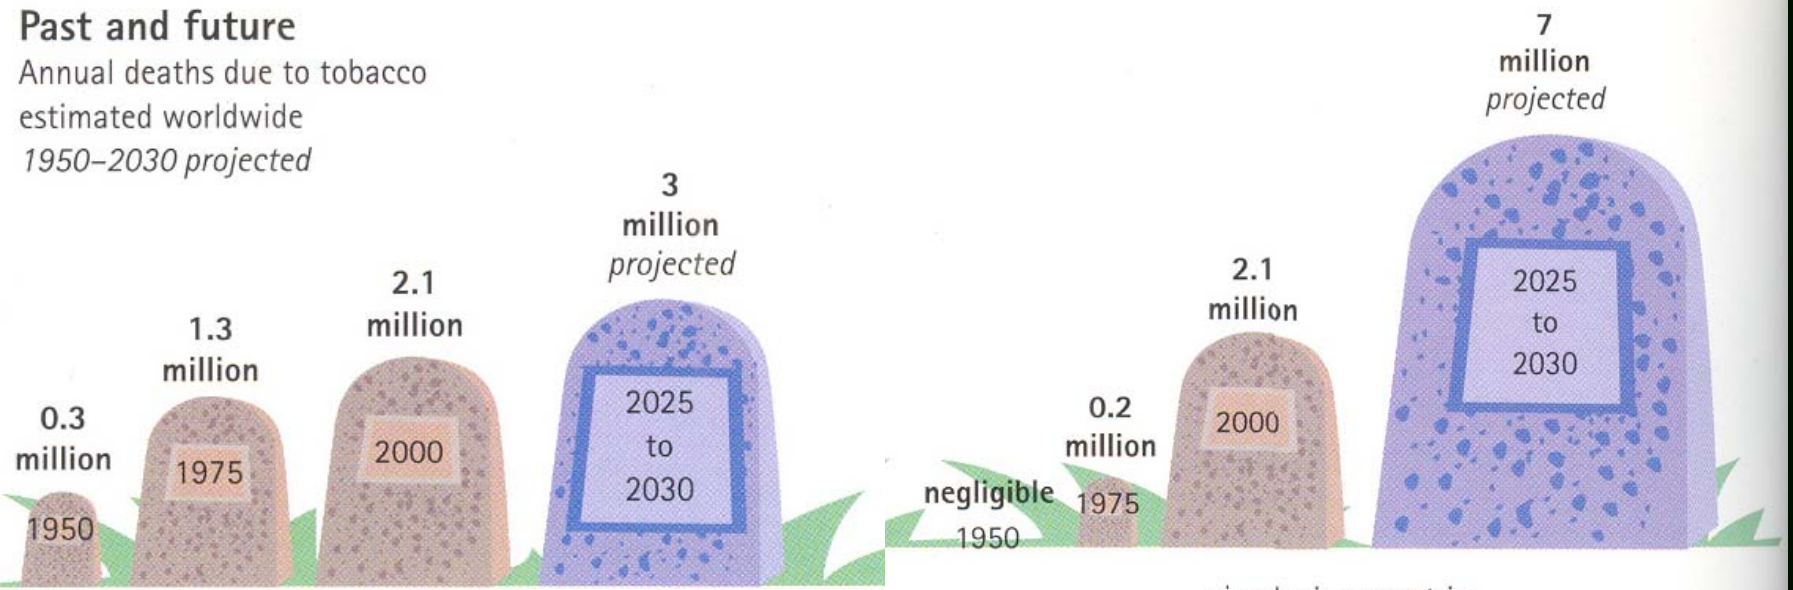 Past and future
Annual deaths due to tobacco
estimated worldwide
1950–2030 projected
0.3
million
1950
1.3
million
1975
2.1
million
2000
3
million
projected
2025
to
2030
negligible
1950
0.2
million
1975
2.1
million
2000
7
million
projected
2025
to
2030